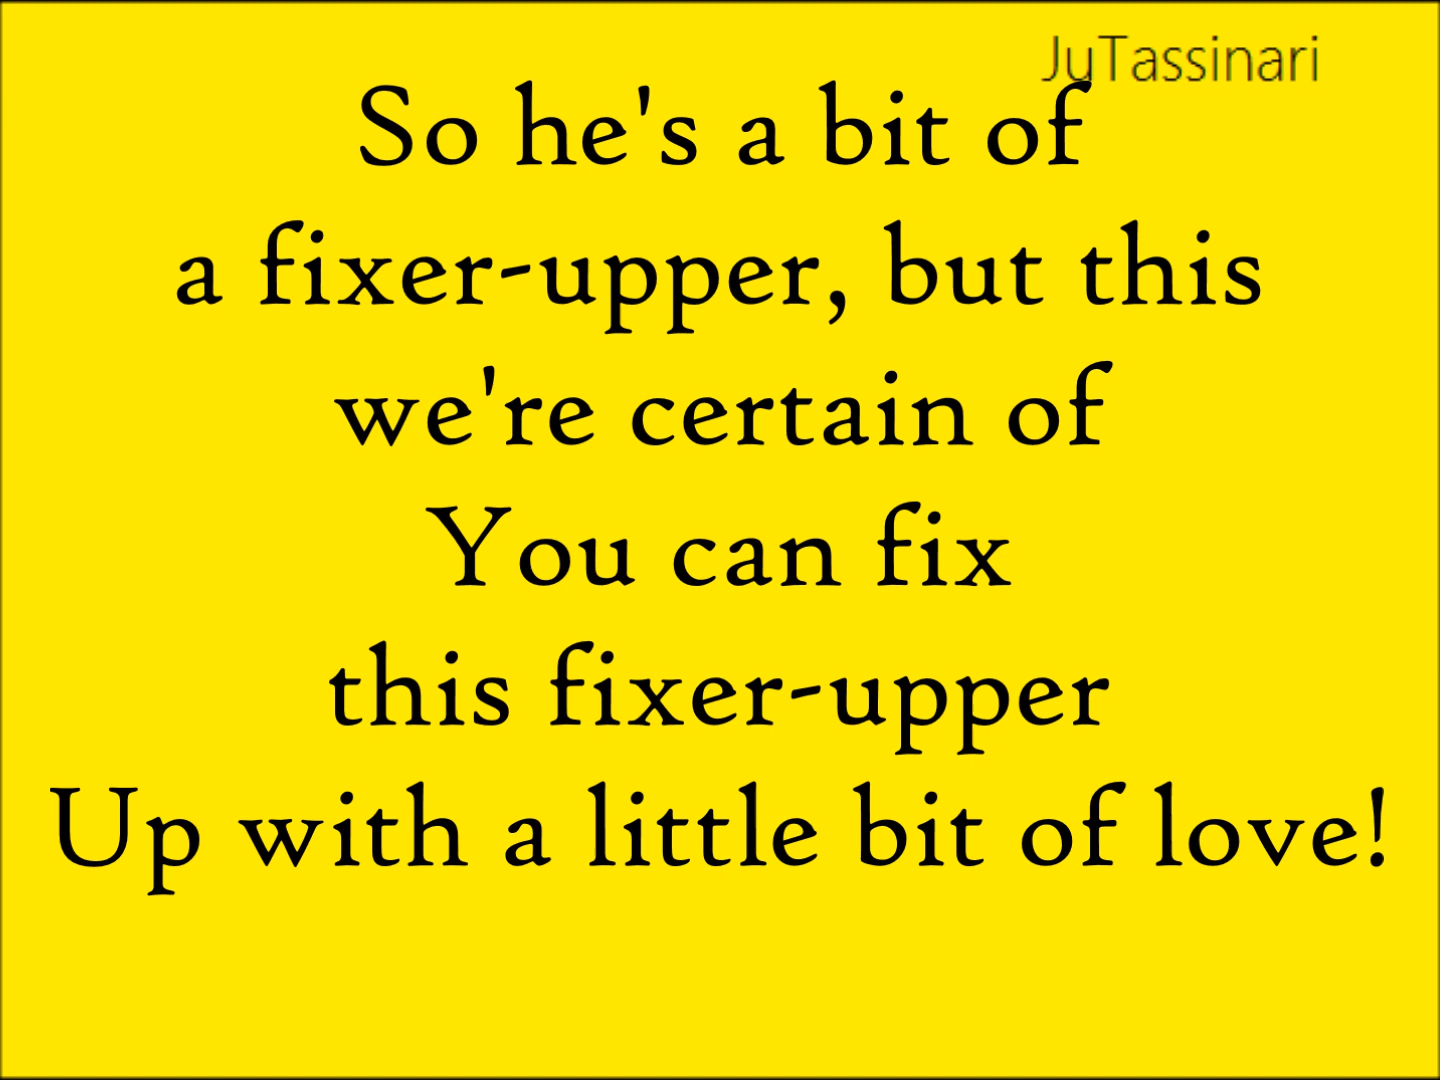 JuTassinari
So he's a bit of
a fixer-upper, but this
we're certain of
You can fix
this fixer-upper
Up with a little bit of love!